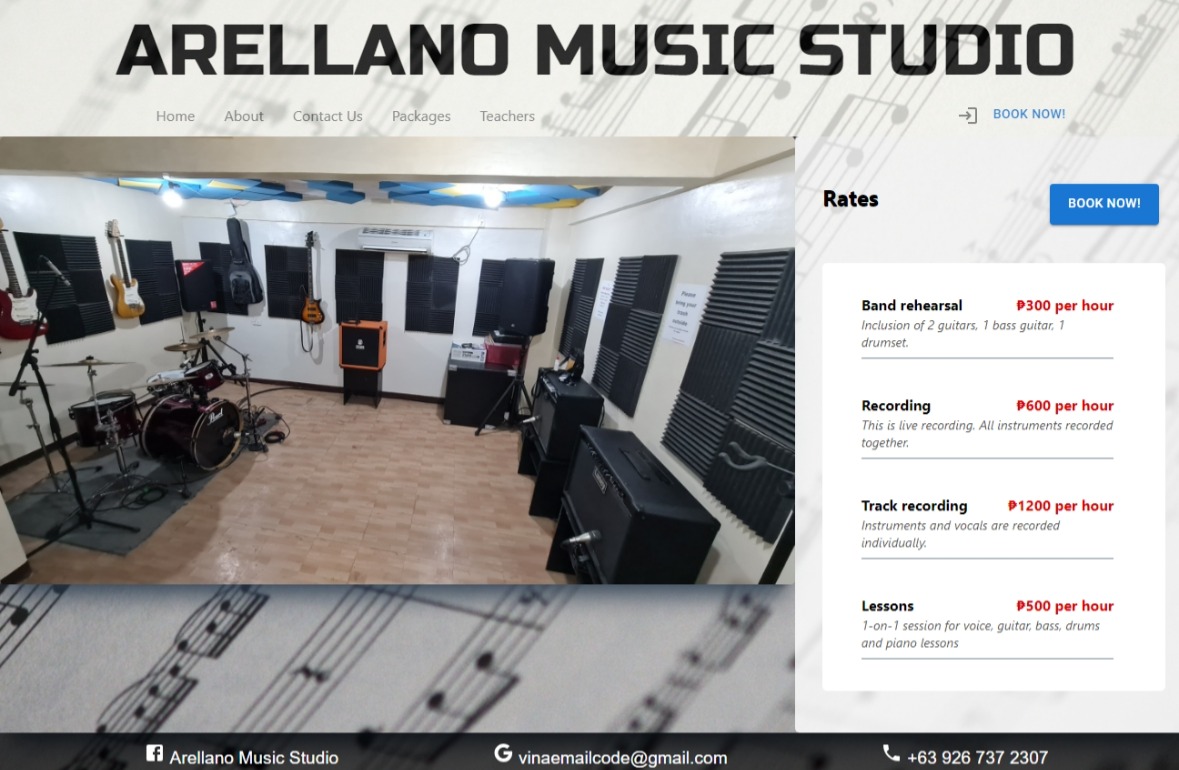 ARELLANO MUSIC STUDIO
Home About Contact Us Packages Teachers
BOOK NOW!
Rates
BOOK NOW!
Please
bring your
Band rehearsal ₱300 per hour
Inclusion of 2 guitars, 1 bass guitar, 1
drumset.
Recording ₱600 per hour
This is live recording. All instruments recorded
together.
Track recording ₱1200 per hour
Instruments and vocals are recorded
individually.
Lessons ₱500 per hour
1-on-1 session for voice, guitar, bass, drums
and piano lessons
Arellano Music Studio
vinaemailcode@gmail.com
+63 926 737 2307